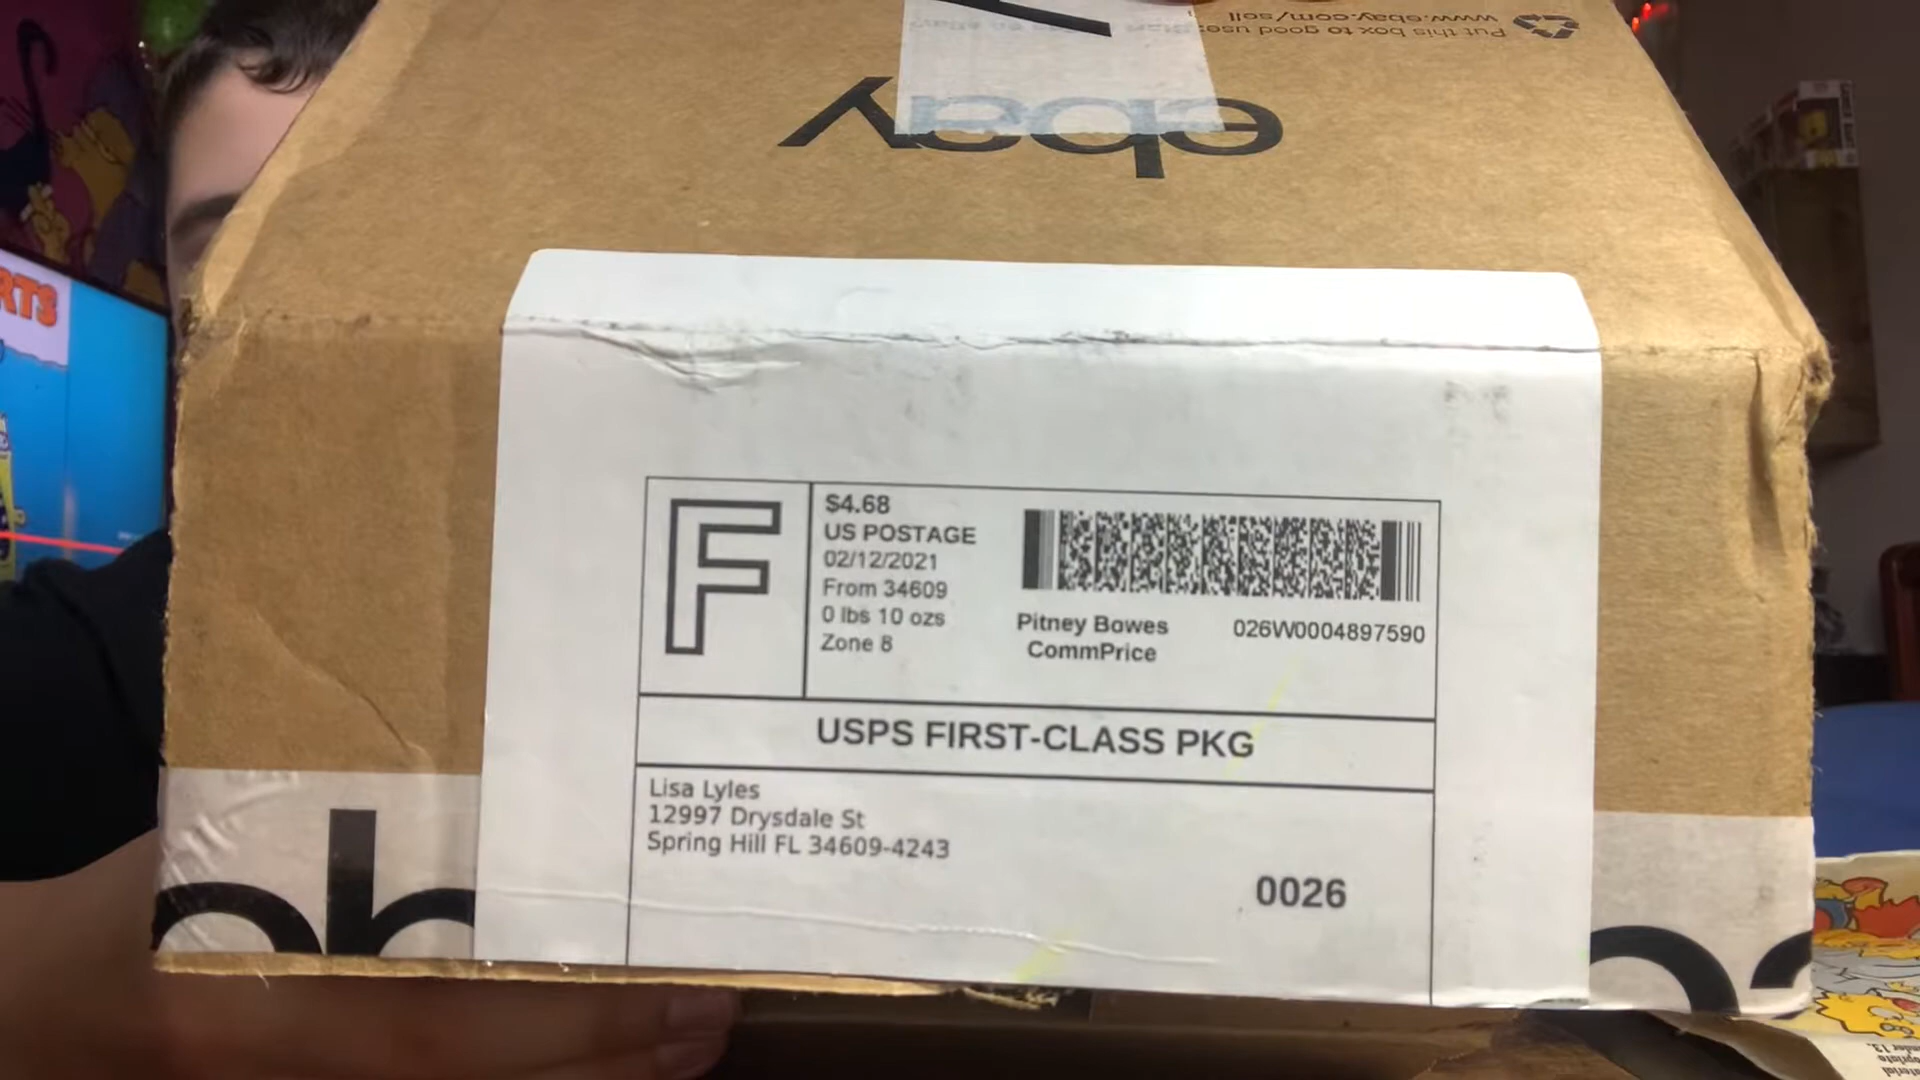 www.ebay.com/sell
Put this box to good use:
ebay
RTS
F
$4.68
US POSTAGE
02/12/2021
From 34609
0 lbs 10 ozs
Zone 8
Pitney Bowes
CommPrice
026W0004897590
USPS FIRST-CLASS PKG
Lisa Lyles
12997 Drysdale St
Spring Hill FL 34609-4243
0026
eb